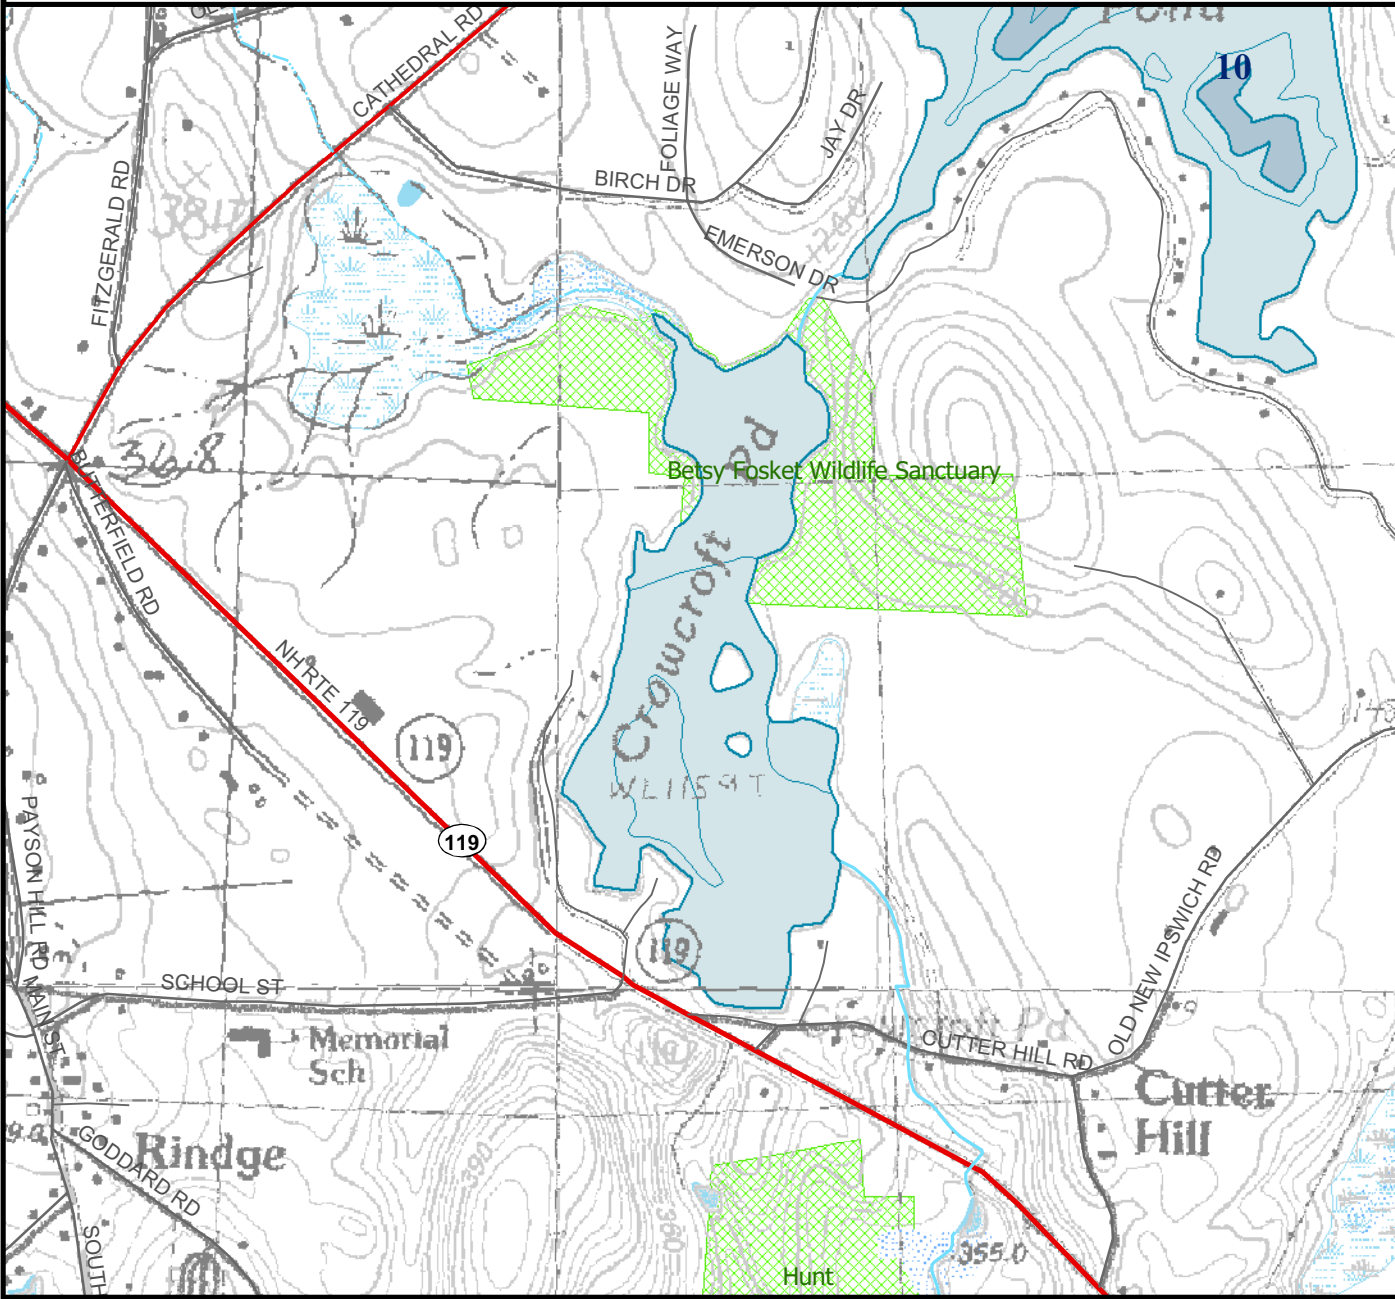 Pond
10
CATHEDRAL RD
FOLIAGE WAY
JAY DR
BIRCH DR
FITZGERALD RD
EMERSON DR
368
Betsy Fosket Wildlife Sanctuary
Crowcroft Pd
BUTTERFIELD RD
NH RTE 119
119
119
119
PAYSON HILL RD
MAIN ST
SCHOOL ST
OLD NEW IPSWICH RD
CUTTER HILL RD
Memorial
Sch
Cutter
Hill
Rindge
GODDARD RD
390
SOUTH
355.0
Hunt